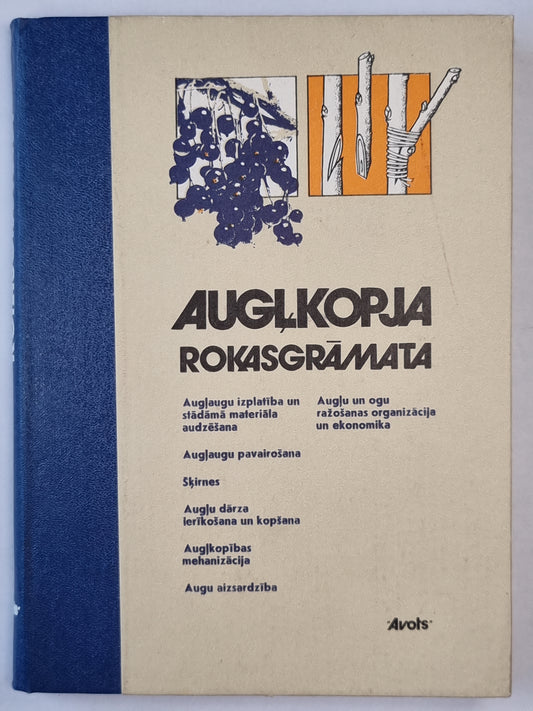 AUGĻKOPJA
ROKASGRĀMATA
Augļaugu izplatība un
stādāmā materiāla
audzēšana
Augļaugu pavairošana
Šķirnes
Augļu dārza
ierīkošana un kopšana
Augļkopības
mehanizācija
Augu aizsardzība
Augļu un ogu
ražošanas organizācija
un ekonomika
"Avots"